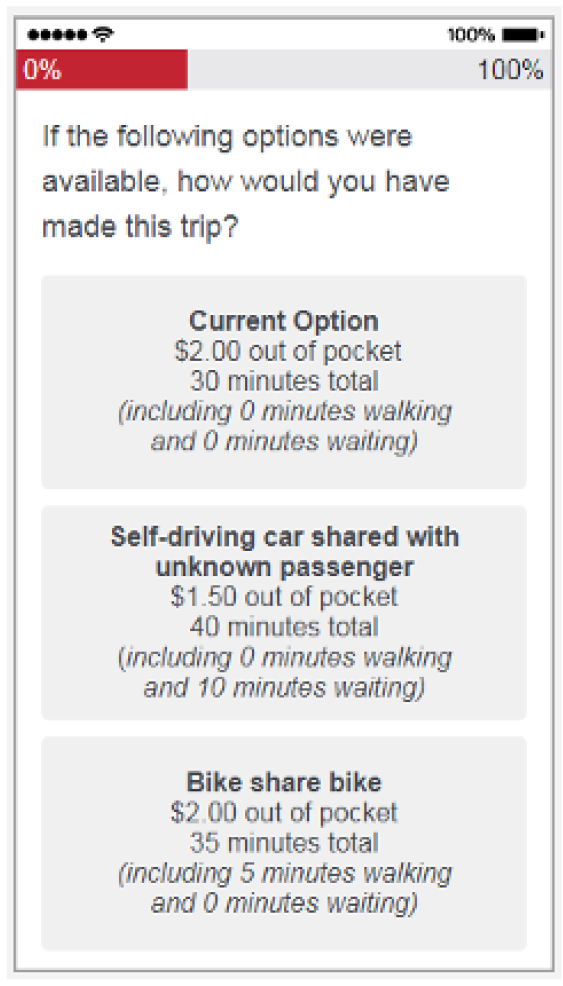 100%
0% 100%
If the following options were
available, how would you have
made this trip?
Current Option
$2.00 out of pocket
30 minutes total
(including 0 minutes walking
and 0 minutes waiting)
Self-driving car shared with
unknown passenger
$1.50 out of pocket
40 minutes total
(including 0 minutes walking
and 10 minutes waiting)
Bike share bike
$2.00 out of pocket
35 minutes total
(including 5 minutes walking
and 0 minutes waiting)